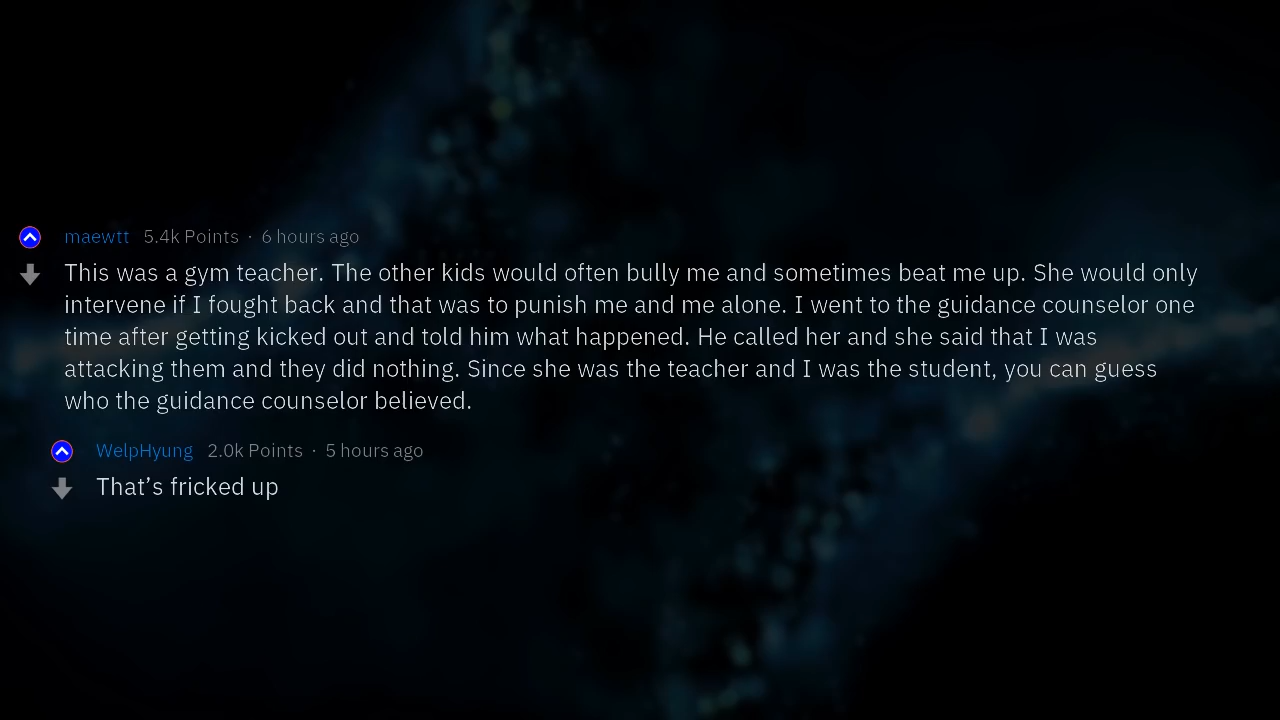 maewtt 5.4k Points · 6 hours ago
This was a gym teacher. The other kids would often bully me and sometimes beat me up. She would only
intervene if I fought back and that was to punish me and me alone. I went to the guidance counselor one
time after getting kicked out and told him what happened. He called her and she said that I was
attacking them and they did nothing. Since she was the teacher and I was the student, you can guess
who the guidance counselor believed.
WelpHyung 2.0k Points · 5 hours ago
That’s fricked up